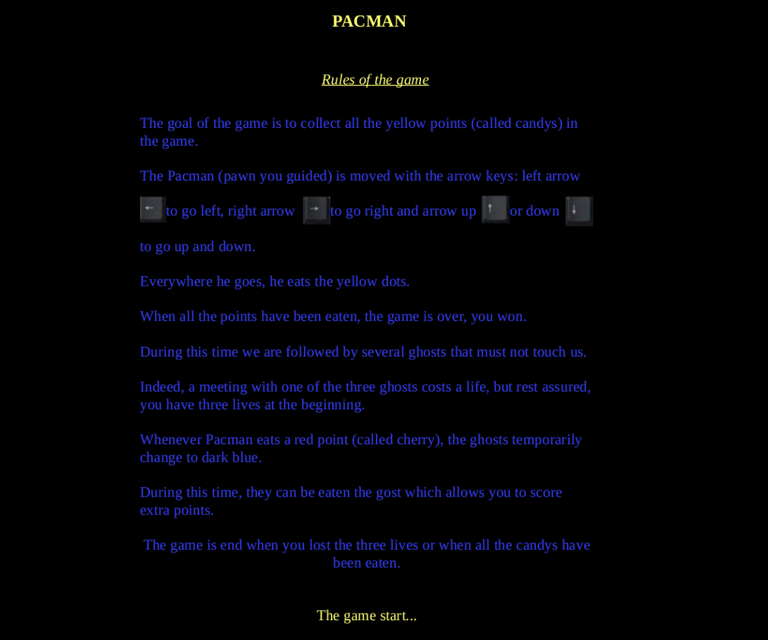 PACMAN
Rules of the game
The goal of the game is to collect all the yellow points (called candys) in
the game.
The Pacman (pawn you guided) is moved with the arrow keys: left arrow
← to go left, right arrow → to go right and arrow up ↑ or down ↓
to go up and down.
Everywhere he goes, he eats the yellow dots.
When all the points have been eaten, the game is over, you won.
During this time we are followed by several ghosts that must not touch us.
Indeed, a meeting with one of the three ghosts costs a life, but rest assured,
you have three lives at the beginning.
Whenever Pacman eats a red point (called cherry), the ghosts temporarily
change to dark blue.
During this time, they can be eaten the gost which allows you to score
extra points.
The game is end when you lost the three lives or when all the candys have
been eaten.
The game start...